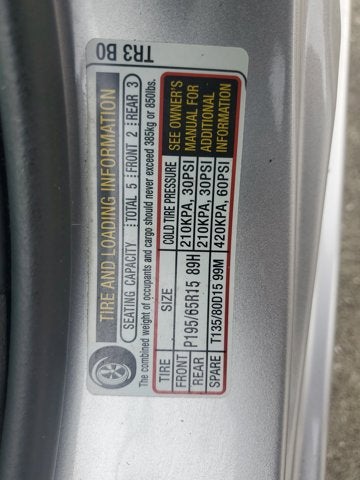 TIRE AND LOADING INFORMATION
SEATING CAPACITY TOTAL 5 FRONT 2 REAR 3
The combined weight of occupants and cargo should never exceed 385kg or 850lbs.
TIRE SIZE COLD TIRE PRESSURE
FRONT P195/65R15 89H 210KPA, 30PSI
REAR 210KPA, 30PSI
SPARE T135/80D15 99M 420KPA, 60PSI
SEE OWNER'S
MANUAL FOR
ADDITIONAL
INFORMATION
TR3 B0